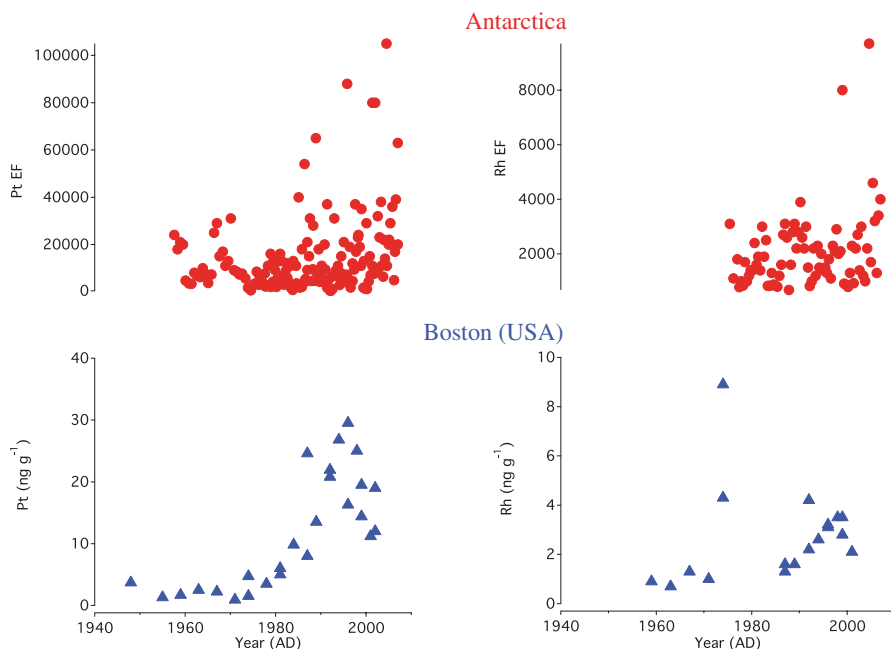 Antarctica
100000
80000
60000
40000
20000
0
Pt EF
8000
6000
4000
2000
Rh EF
Boston (USA)
40
30
20
10
0
Pt (ng g⁻¹)
1940 1960 1980 2000
Year (AD)
10
8
6
4
2
0
Rh (ng g⁻¹)
1940 1960 1980 2000
Year (AD)